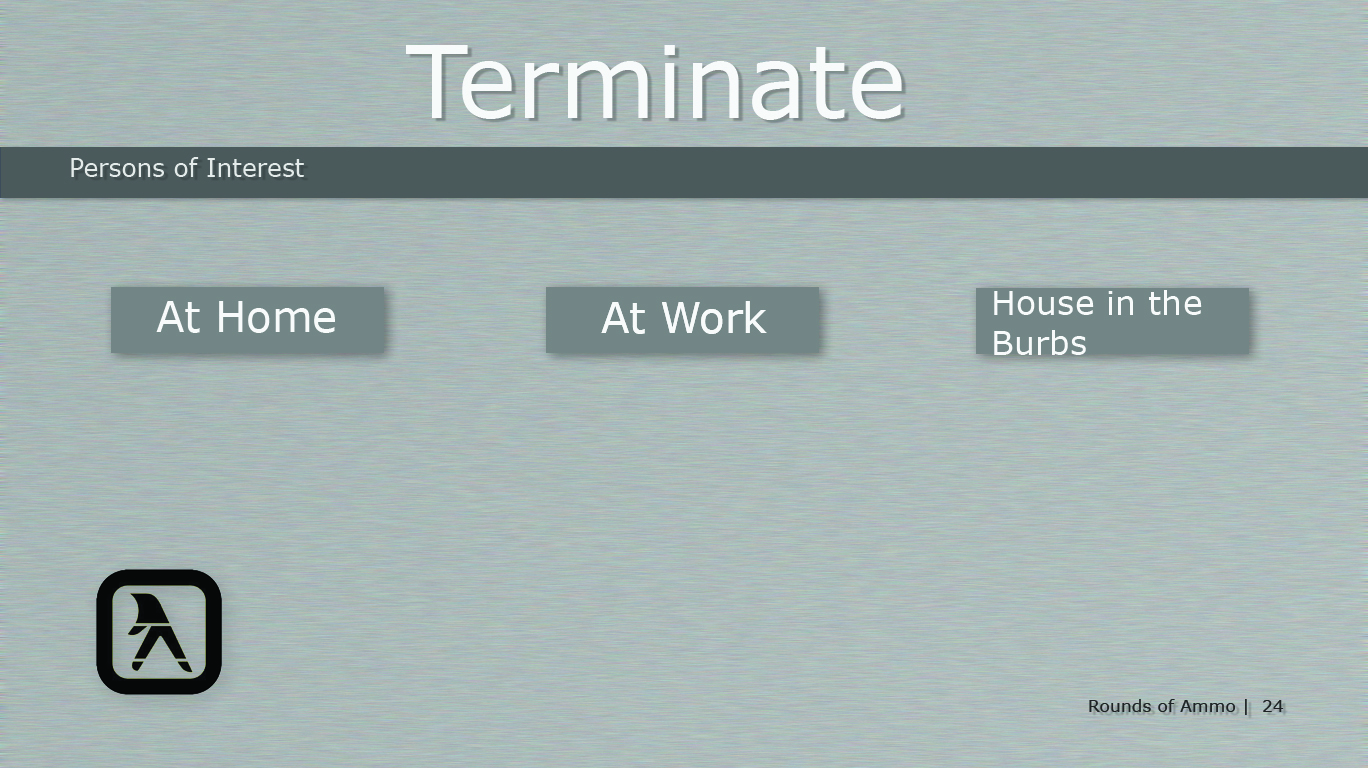 Terminate
Persons of Interest
At Home
At Work
House in the
Burbs
Rounds of Ammo | 24